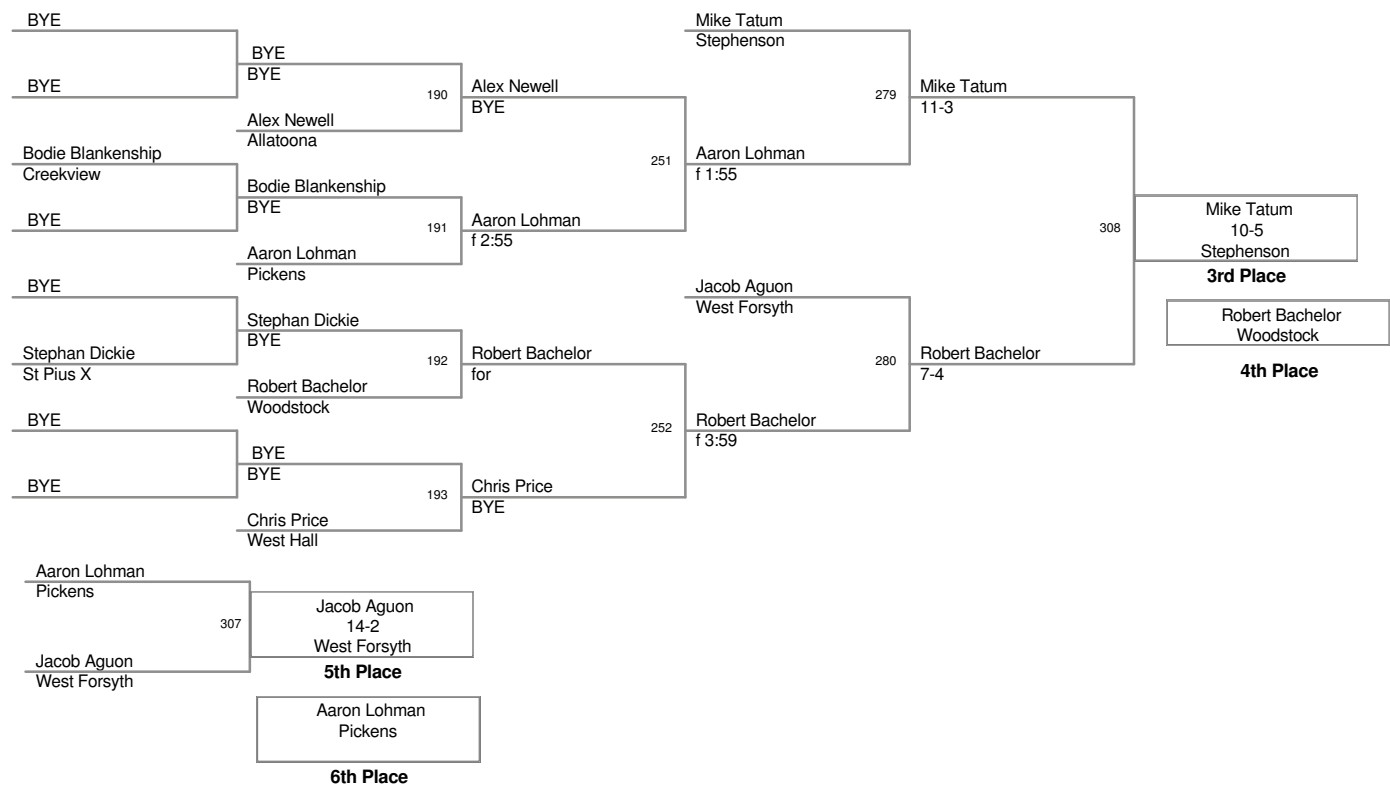 BYE
BYE
BYE
BYE
190
Alex Newell
Allatoona
Alex Newell
BYE
Bodie Blankenship
Creekview
BYE
Bodie Blankenship
BYE
191
Aaron Lohman
Pickens
Aaron Lohman
f 2:55
251
Mike Tatum
Stephenson
Aaron Lohman
f 1:55
279
Mike Tatum
11-3
BYE
Stephan Dickie
St Pius X
Stephan Dickie
BYE
192
Robert Bachelor
Woodstock
Robert Bachelor
for
BYE
BYE
BYE
BYE
193
Chris Price
West Hall
Chris Price
BYE
252
Jacob Aguon
West Forsyth
Robert Bachelor
f 3:59
280
Robert Bachelor
7-4
308
Mike Tatum
10-5
Stephenson
3rd Place
Robert Bachelor
Woodstock
4th Place
Aaron Lohman
Pickens
307
Jacob Aguon
West Forsyth
Jacob Aguon
14-2
West Forsyth
5th Place
Aaron Lohman
Pickens
6th Place